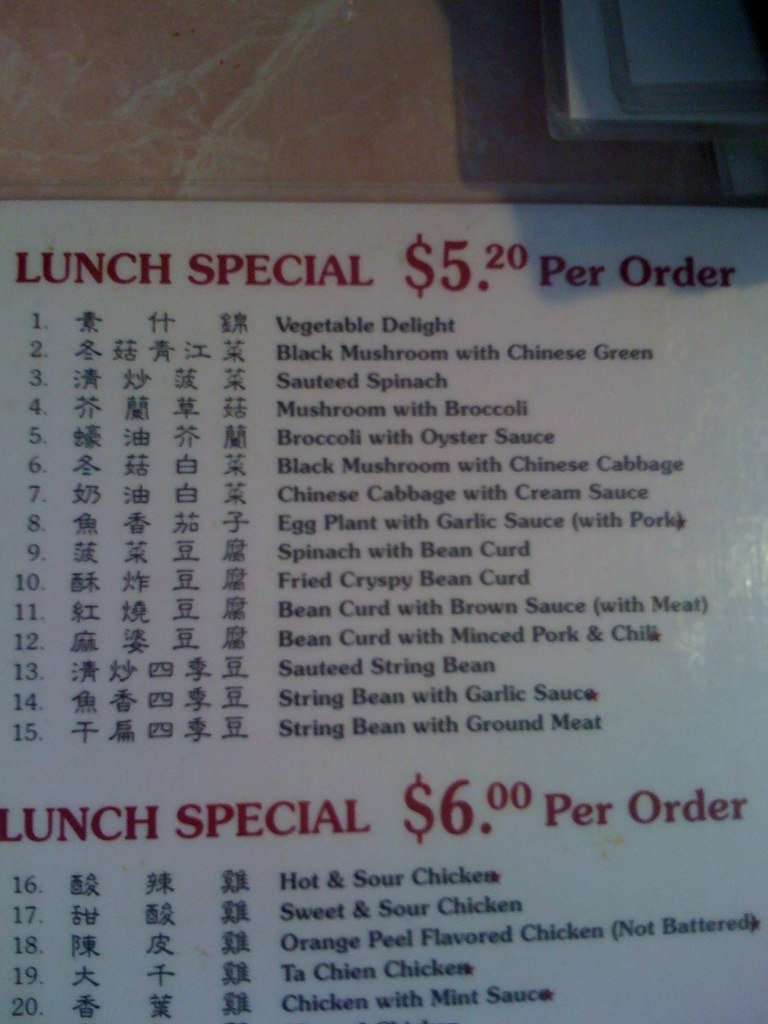 LUNCH SPECIAL $5.20 Per Order
1. 素什錦 Vegetable Delight
2. 冬菇青江菜 Black Mushroom with Chinese Green
3. 清炒菠菜 Sauteed Spinach
4. 芥蘭草菇 Mushroom with Broccoli
5. 蠔油芥蘭 Broccoli with Oyster Sauce
6. 冬菇白菜 Black Mushroom with Chinese Cabbage
7. 奶油白菜 Chinese Cabbage with Cream Sauce
8. 魚香茄子 Egg Plant with Garlic Sauce (with Pork)
9. 菠菜豆腐 Spinach with Bean Curd
10. 酥炸豆腐 Fried Cryspy Bean Curd
11. 紅燒豆腐 Bean Curd with Brown Sauce (with Meat)
12. 麻婆豆腐 Bean Curd with Minced Pork & Chili
13. 清炒四季豆 Sauteed String Bean
14. 魚香四季豆 String Bean with Garlic Sauce
15. 干扁四季豆 String Bean with Ground Meat
LUNCH SPECIAL $6.00 Per Order
16. 酸辣雞 Hot & Sour Chicken
17. 甜酸雞 Sweet & Sour Chicken
18. 陳皮雞 Orange Peel Flavored Chicken (Not Battered)
19. 大千雞 Ta Chien Chicken
20. 香葉雞 Chicken with Mint Sauce